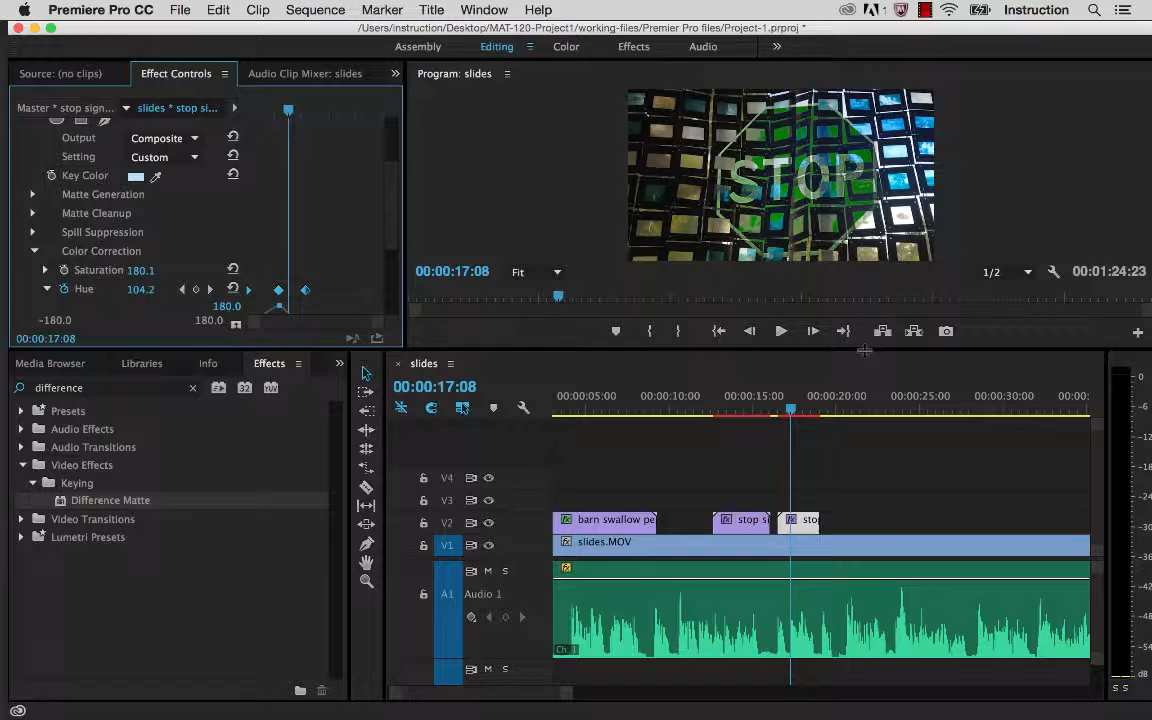 Premiere Pro CC File Edit Clip Sequence Marker Title Window Help Instruction
/Users/instruction/Desktop/MAT-120-Project1/working-files/Premier Pro files/Project-1.prproj *
Assembly Editing Color Effects Audio
Source: (no clips) Effect Controls Audio Clip Mixer: slides Program: slides
Master * stop sign... slides * stop si...
Output Composite
Setting Custom
Key Color
Matte Generation
Matte Cleanup
Spill Suppression
Color Correction
Saturation 180.1
Hue 104.2
180.0
-180.0 180.0
00:00:17:08
STOP
00:00:17:08 Fit 1/2 00:01:24:23
Media Browser Libraries Info Effects
difference
Presets
Audio Effects
Audio Transitions
Video Effects
Keying
Difference Matte
Video Transitions
Lumetri Presets
slides
00:00:17:08
00:00:05:00 00:00:10:00 00:00:15:00 00:00:20:00 00:00:25:00 00:00:30:00 00:00:
V4
V3
V2 barn swallow pe stop si stop
V1 slides.MOV
M S
A1 Audio 1
Ch. 1
M S
0
-6
-12
-18
-24
-30
-36
-42
-48
-54
dB
S S